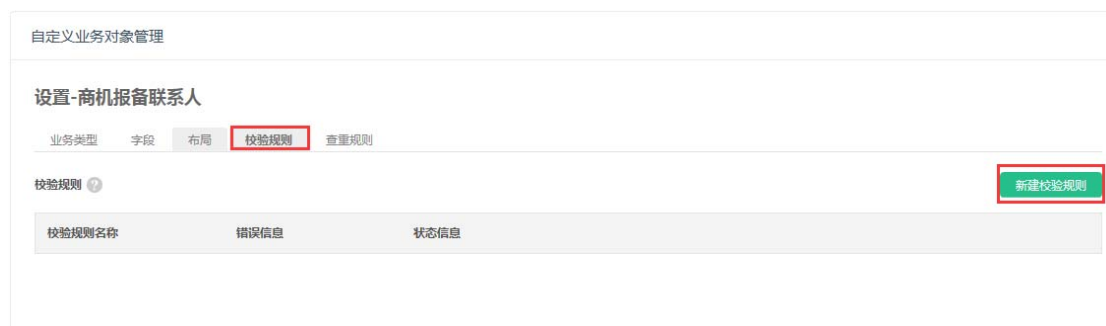 自定义业务对象管理
设置-商机报备联系人
业务类型 字段 布局 校验规则 查重规则
校验规则 ?
新建校验规则
校验规则名称 错误信息 状态信息